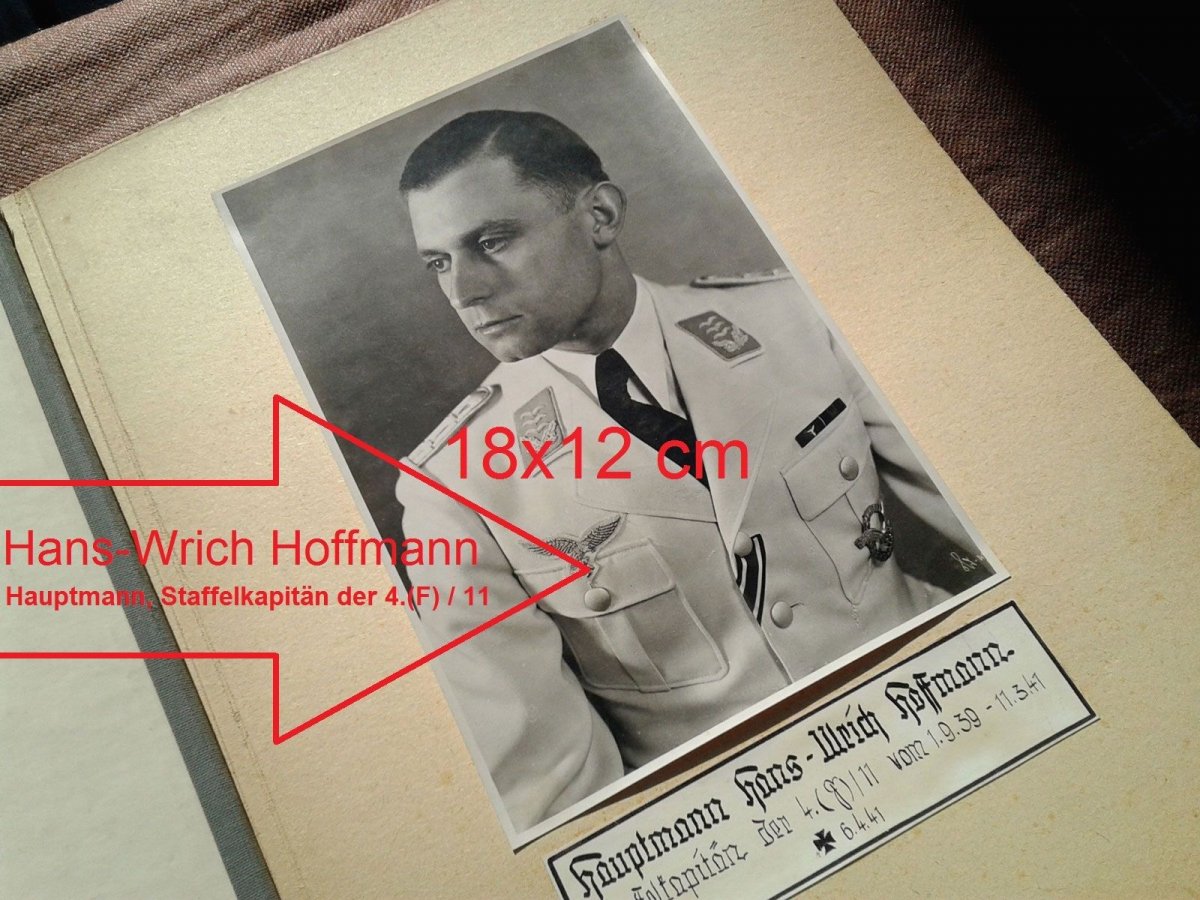 18x12 cm
Hans-Wrich Hoffmann
Hauptmann, Staffelkapitän der 4.(F) / 11
Hauptmann Hans-Ulrich Hoffmann
der 4.(F)/11 vom 1.9.39 - 11.3.41
✠ 6.4.41